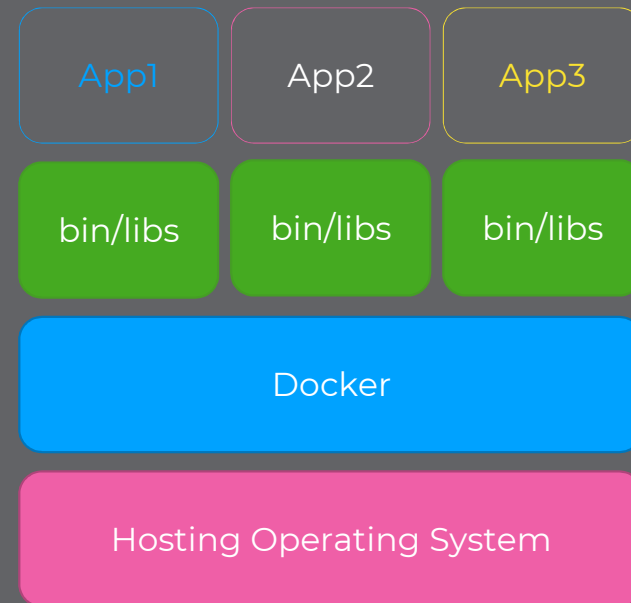 App1 App2 App3
bin/libs bin/libs bin/libs
Docker
Hosting Operating System